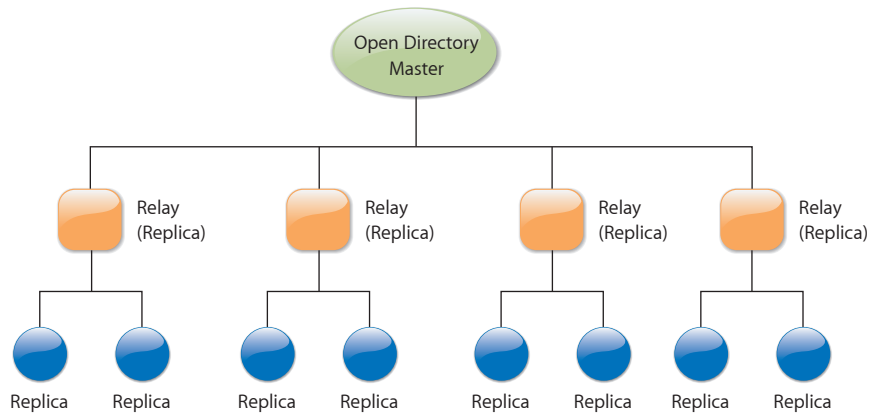 Open Directory
Master
Relay
(Replica)
Relay
(Replica)
Relay
(Replica)
Relay
(Replica)
Replica
Replica
Replica
Replica
Replica
Replica
Replica
Replica